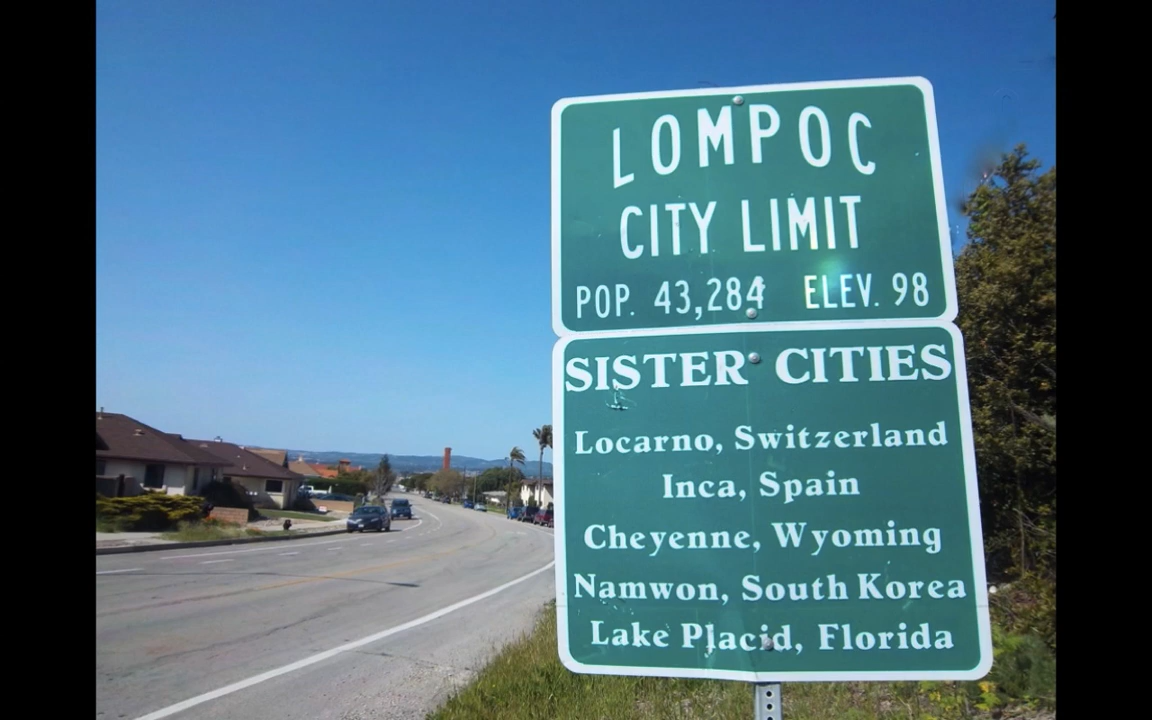 LOMPOC
CITY LIMIT
POP. 43,284 ELEV. 98
SISTER CITIES
Locarno, Switzerland
Inca, Spain
Cheyenne, Wyoming
Namwon, South Korea
Lake Placid, Florida